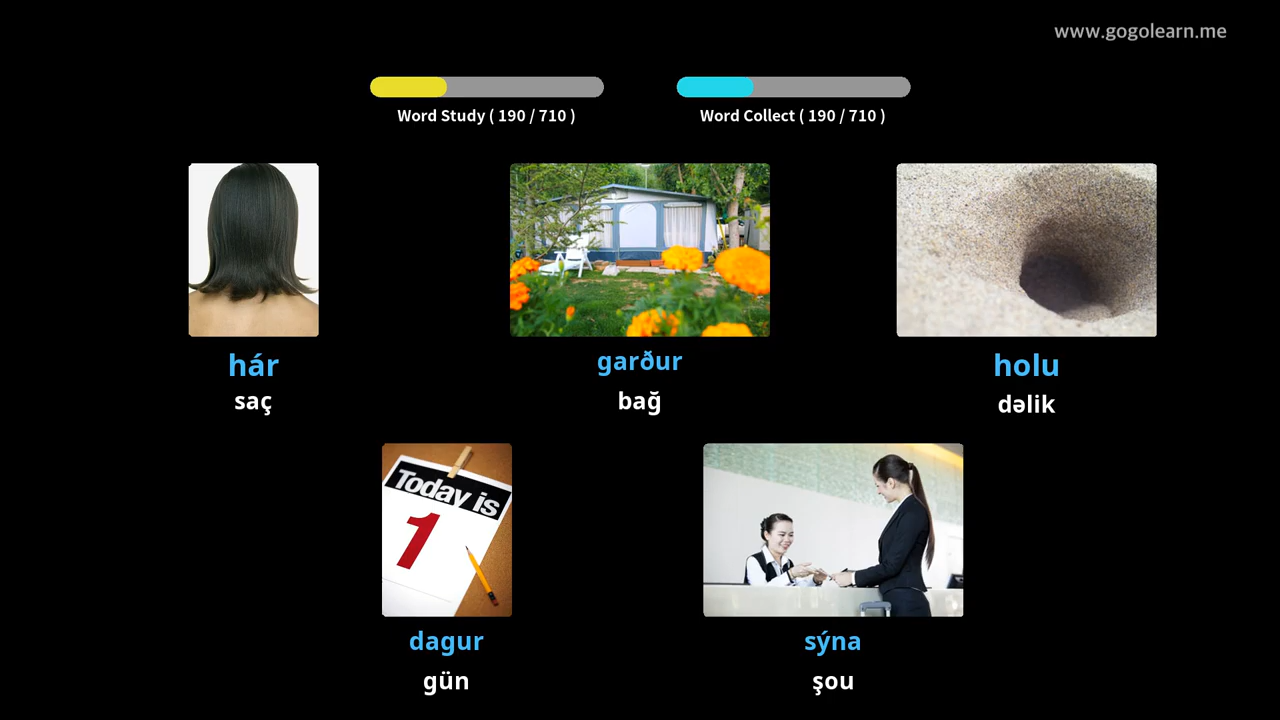 www.gogolearn.me
Word Study ( 190 / 710 )
Word Collect ( 190 / 710 )
hár
saç
garður
bağ
holu
dəlik
Today is
1
dagur
gün
sýna
şou